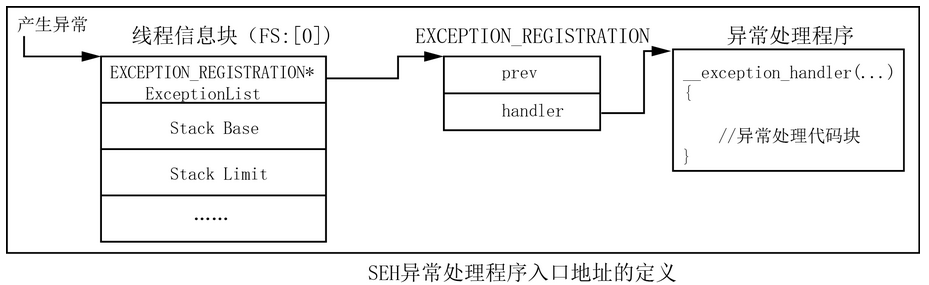 产生异常
线程信息块（FS:[0]）
EXCEPTION_REGISTRATION
异常处理程序
EXCEPTION_REGISTRATION*
ExceptionList
Stack Base
Stack Limit
……
prev
handler
__exception_handler(...)
{
//异常处理代码块
}
SEH异常处理程序入口地址的定义